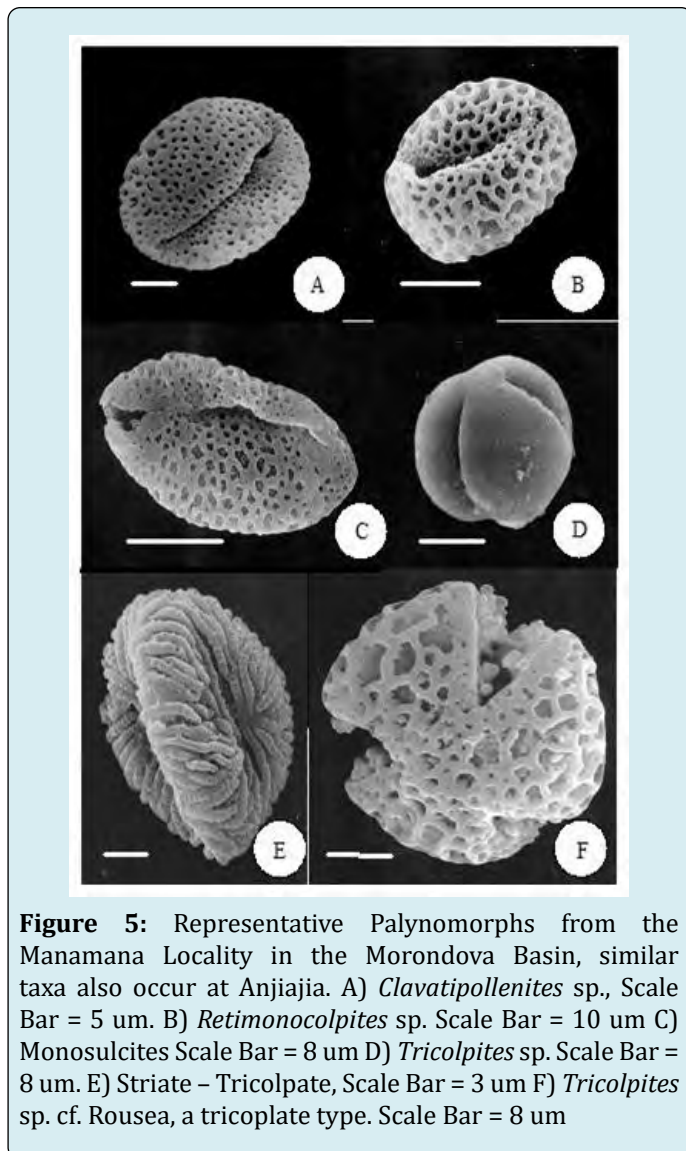 A
B
C
D
E
F
Figure 5: Representative Palynomorphs from the
Manamana Locality in the Morondova Basin, similar
taxa also occur at Anjiajia. A) Clavatipollenites sp., Scale
Bar = 5 um. B) Retimonocolpites sp. Scale Bar = 10 um C)
Monosulcites Scale Bar = 8 um D) Tricolpites sp. Scale Bar =
8 um. E) Striate – Tricolpate, Scale Bar = 3 um F) Tricolpites
sp. cf. Rousea, a tricoplate type. Scale Bar = 8 um